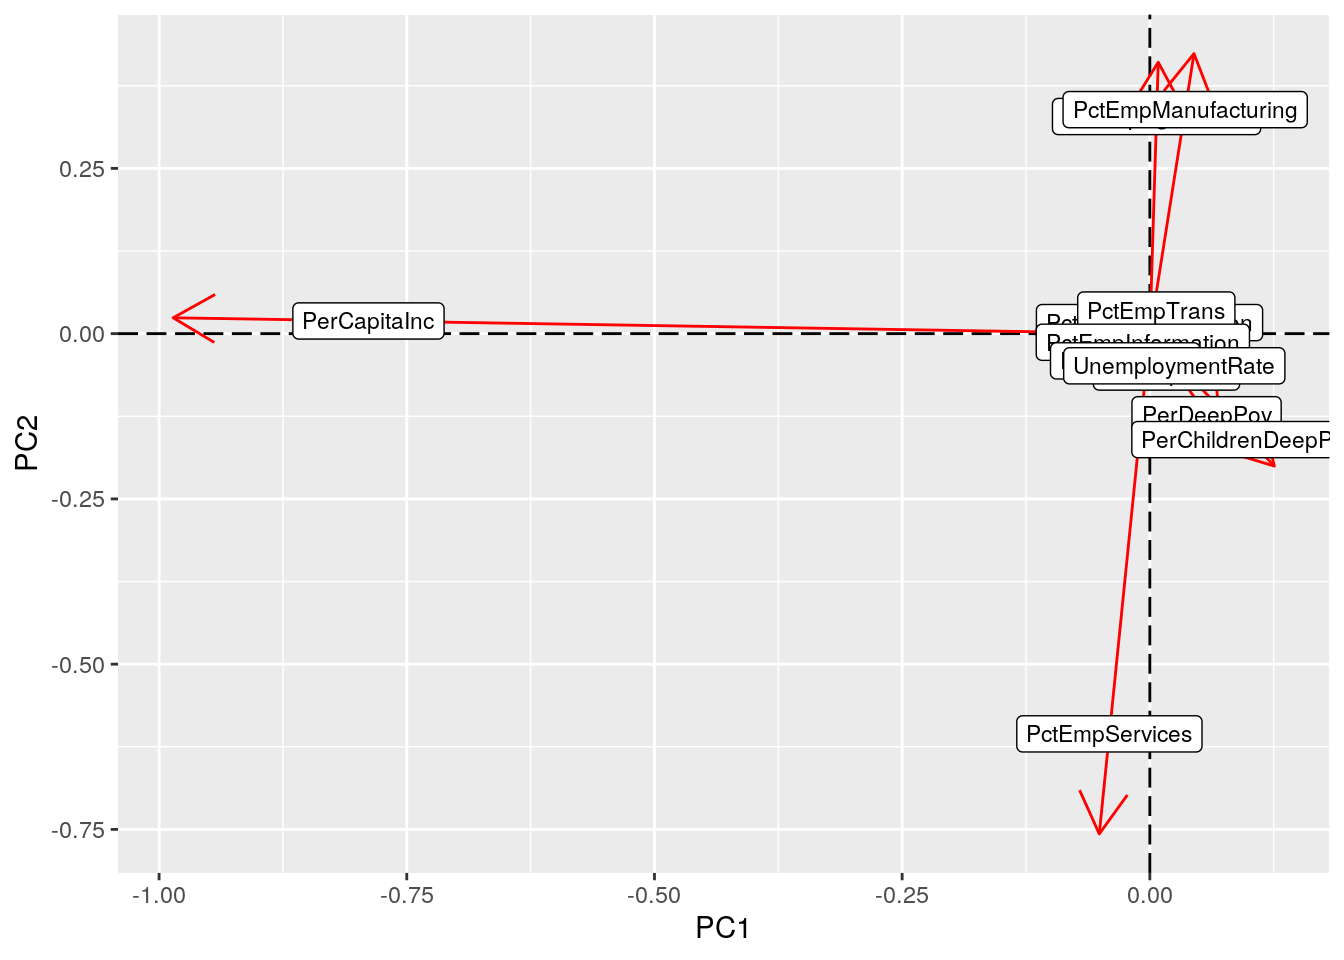 PctEmpManufacturing
0.25
PctEmpTrans
PerCapitaInc
0.00
PctEmpInformation
UnemploymentRate
PerDeepPov
PerChildrenDeepP
PC2
-0.25
-0.50
PctEmpServices
-0.75
-1.00 -0.75 -0.50 -0.25 0.00
PC1